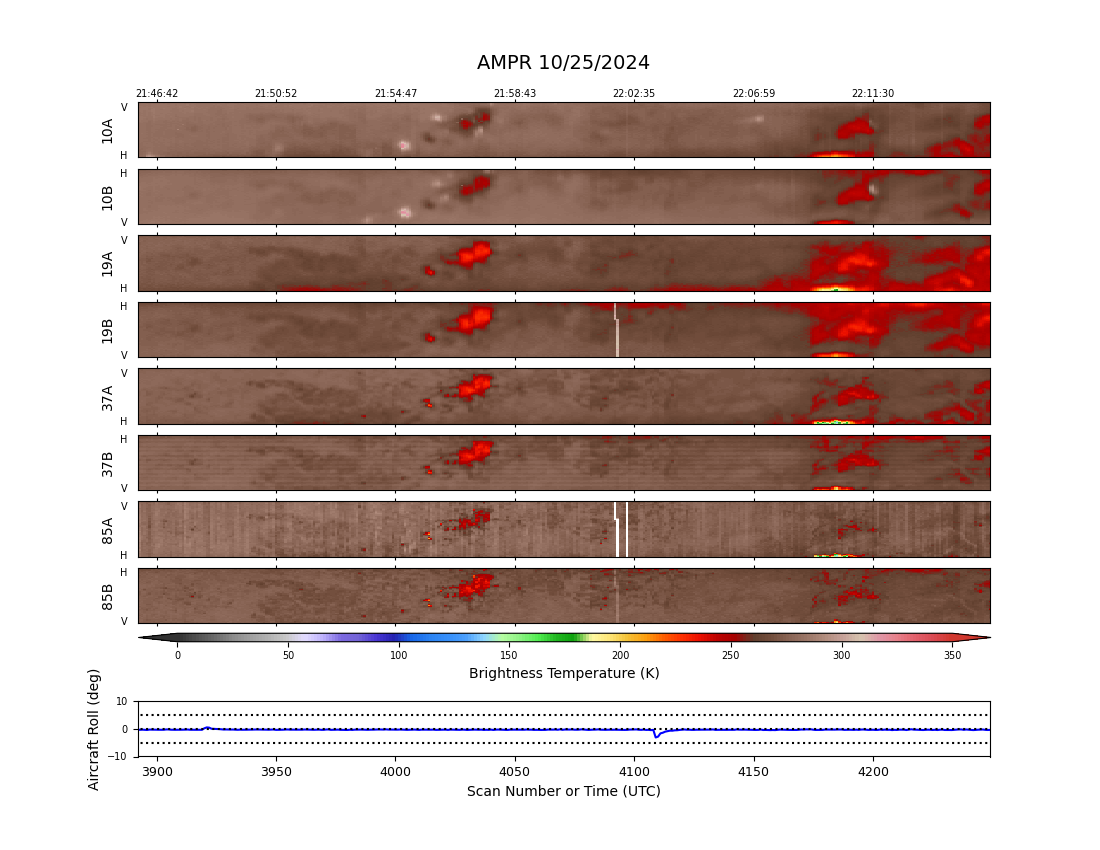 AMPR 10/25/2024
21:46:42 21:50:52 21:54:47 21:58:43 22:02:35 22:06:59 22:11:30
V
10A
H
H
10B
V
V
19A
H
H
19B
V
V
37A
H
H
37B
V
V
85A
H
H
85B
V
0 50 100 150 200 250 300 350
Brightness Temperature (K)
Aircraft Roll (deg)
10
0
−10
3900 3950 4000 4050 4100 4150 4200
Scan Number or Time (UTC)